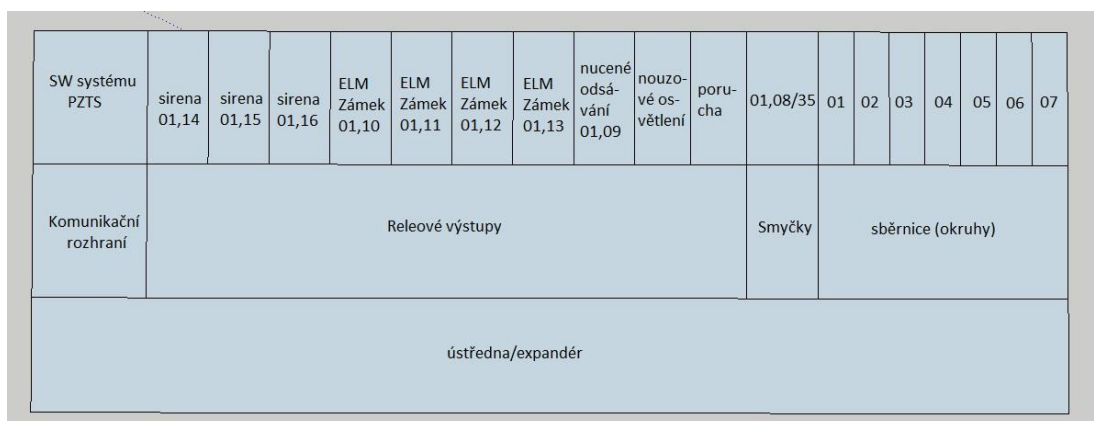 SW systému
PZTS
sirena
01,14
sirena
01,15
sirena
01,16
ELM
Zámek
01,10
ELM
Zámek
01,11
ELM
Zámek
01,12
ELM
Zámek
01,13
nucené
odsá-
vání
01,09
nouzo-
vé os-
větlení
poru-
cha
01,08/35
01
02
03
04
05
06
07
Komunikační
rozhraní
Releové výstupy
Smyčky
sběrnice (okruhy)
ústředna/expandér